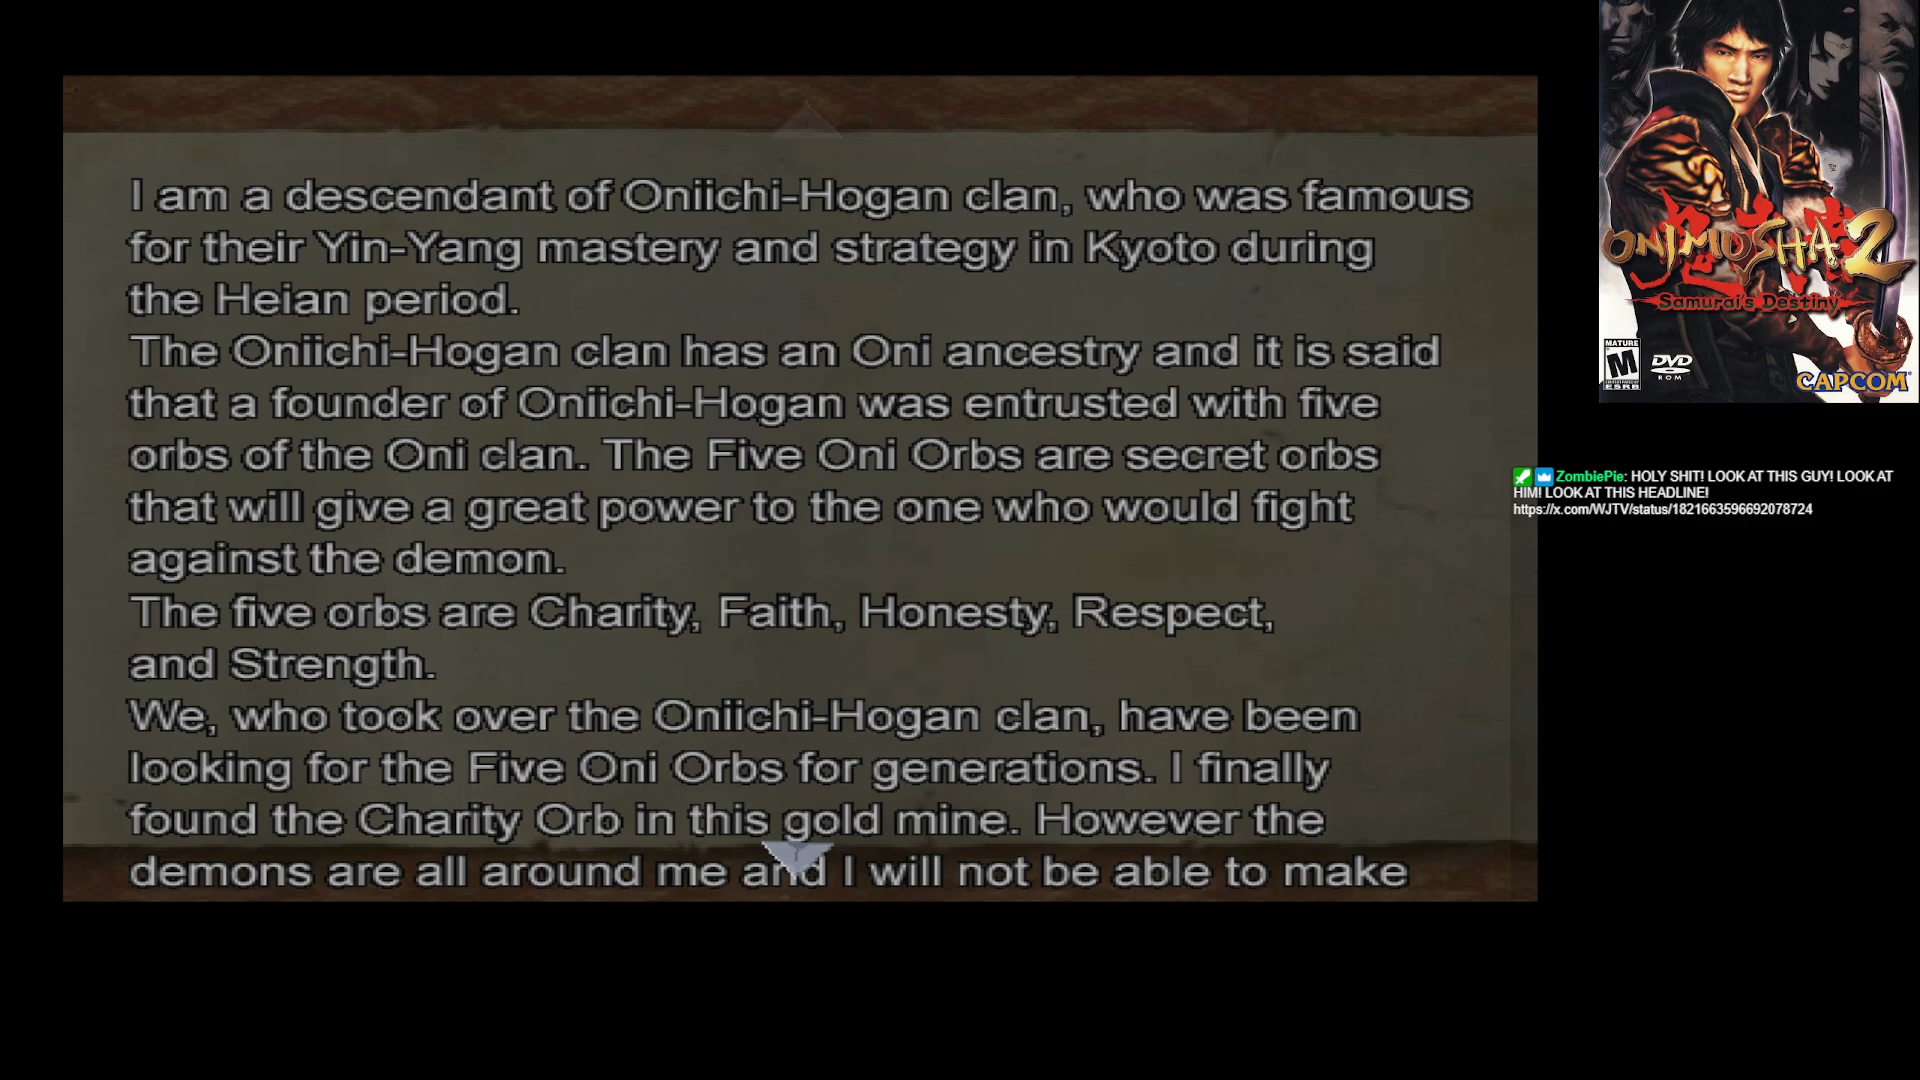 I am a descendant of Oniichi-Hogan clan, who was famous
for their Yin-Yang mastery and strategy in Kyoto during
the Heian period.
The Oniichi-Hogan clan has an Oni ancestry and it is said
that a founder of Oniichi-Hogan was entrusted with five
orbs of the Oni clan. The Five Oni Orbs are secret orbs
that will give a great power to the one who would fight
against the demon.
The five orbs are Charity, Faith, Honesty, Respect,
and Strength.
We, who took over the Oniichi-Hogan clan, have been
looking for the Five Oni Orbs for generations. I finally
found the Charity Orb in this gold mine. However the
demons are all around me and I will not be able to make
ONIMUSHA 2
Samurai's Destiny
MATURE
M
ESRB
DVD
ROM
CAPCOM
ZombiePie: HOLY SHIT! LOOK AT THIS GUY! LOOK AT
HIM! LOOK AT THIS HEADLINE!
https://x.com/WJTV/status/1821663596692078724